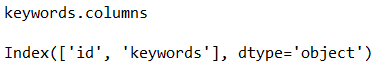 keywords.columns
Index(['id', 'keywords'], dtype='object')